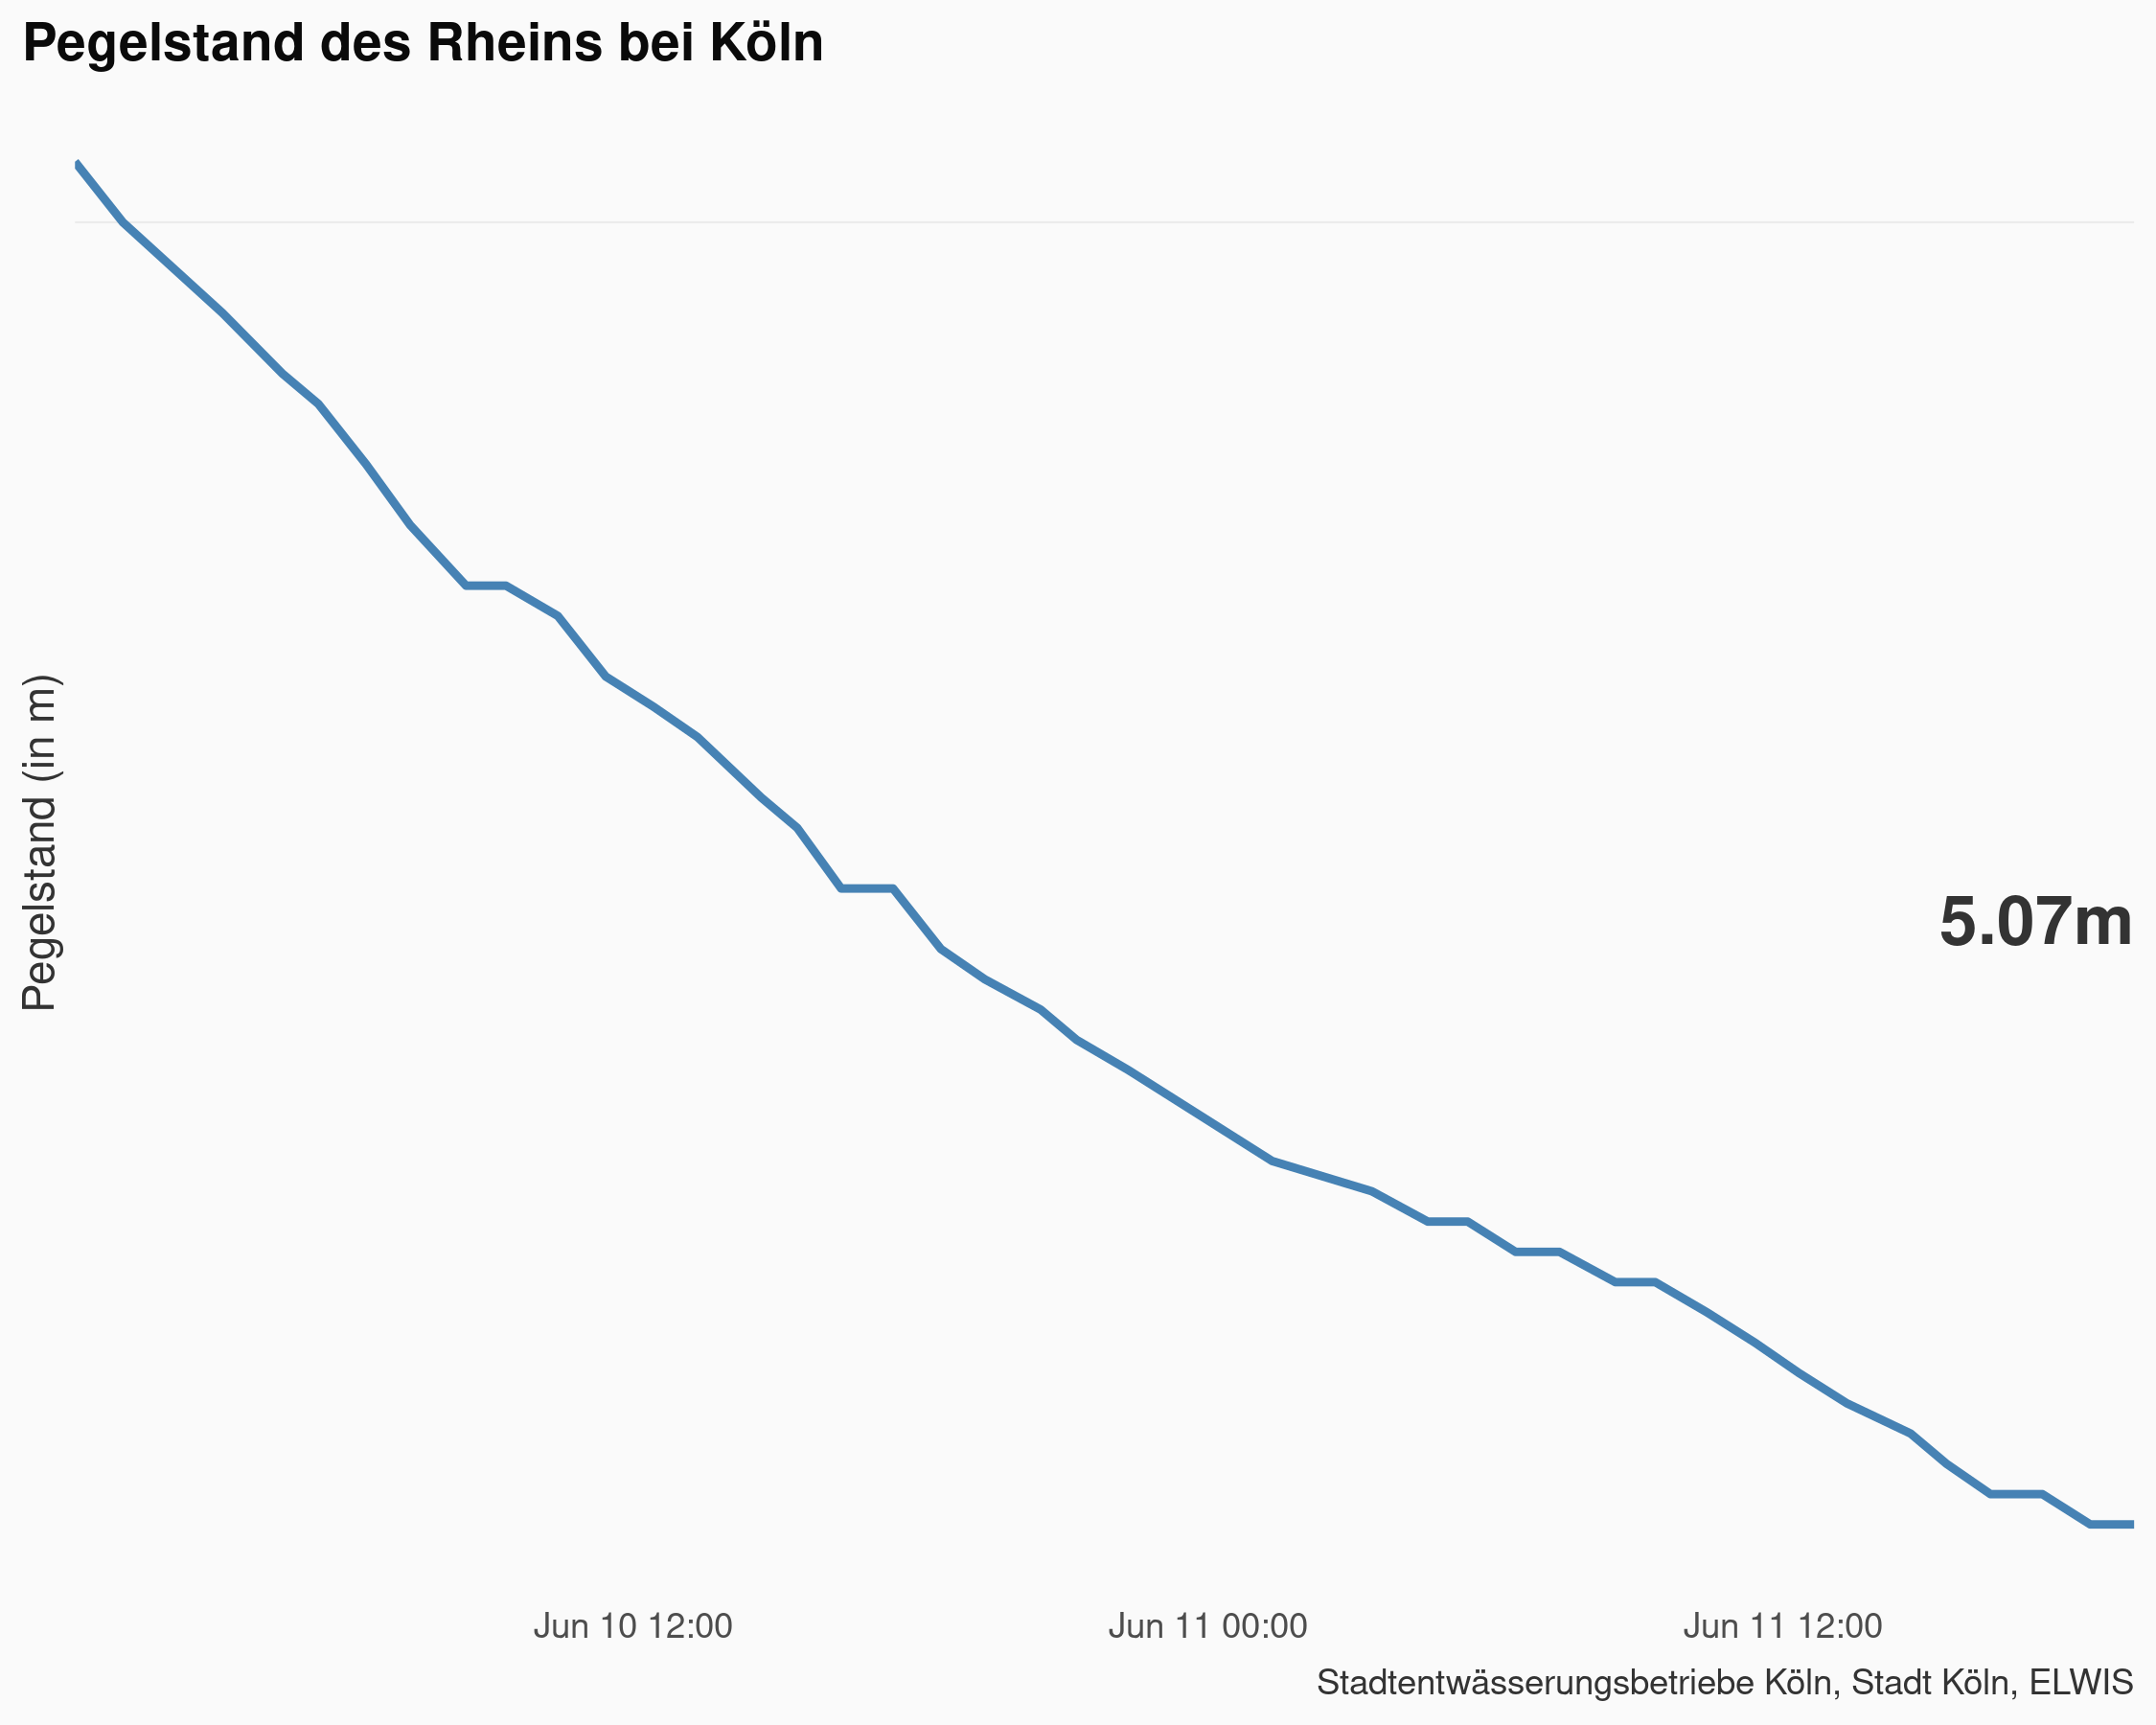 Pegelstand des Rheins bei Köln
Pegelstand (in m)
5.07m
Jun 10 12:00
Jun 11 00:00
Jun 11 12:00
Stadtentwässerungsbetriebe Köln, Stadt Köln, ELWIS